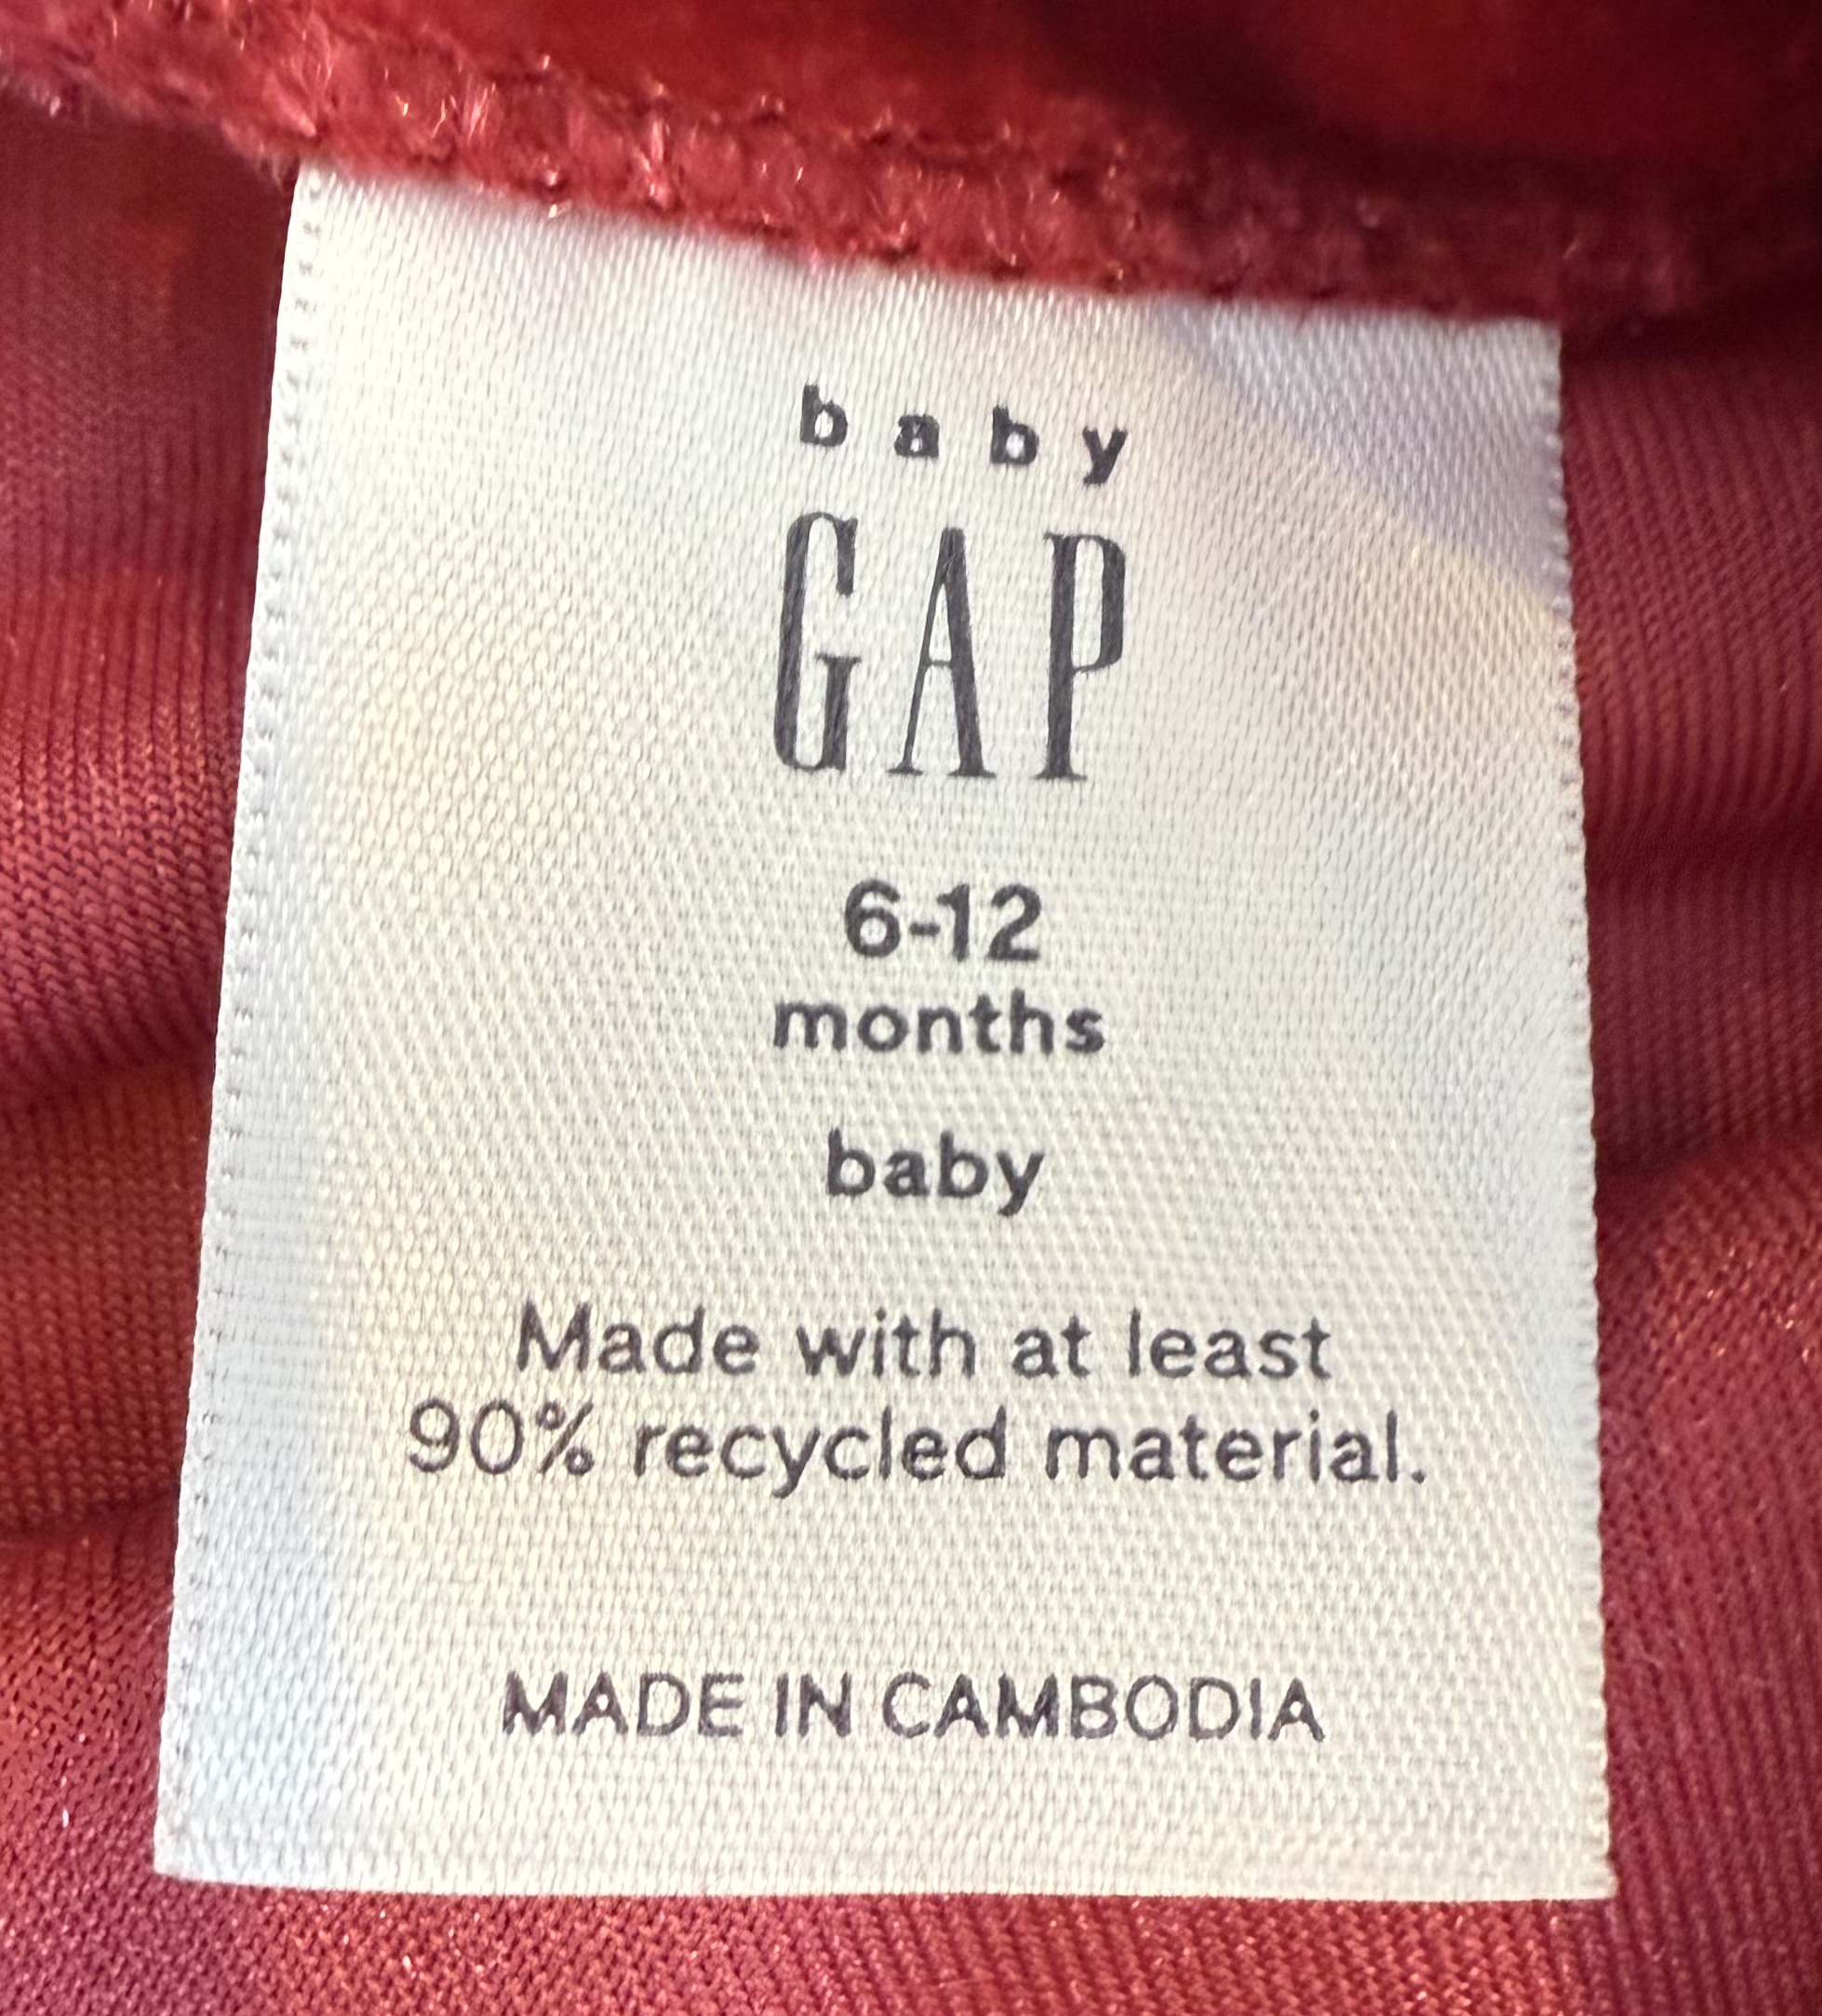 baby
GAP
6-12
months
baby
Made with at least
90% recycled material.
MADE IN CAMBODIA